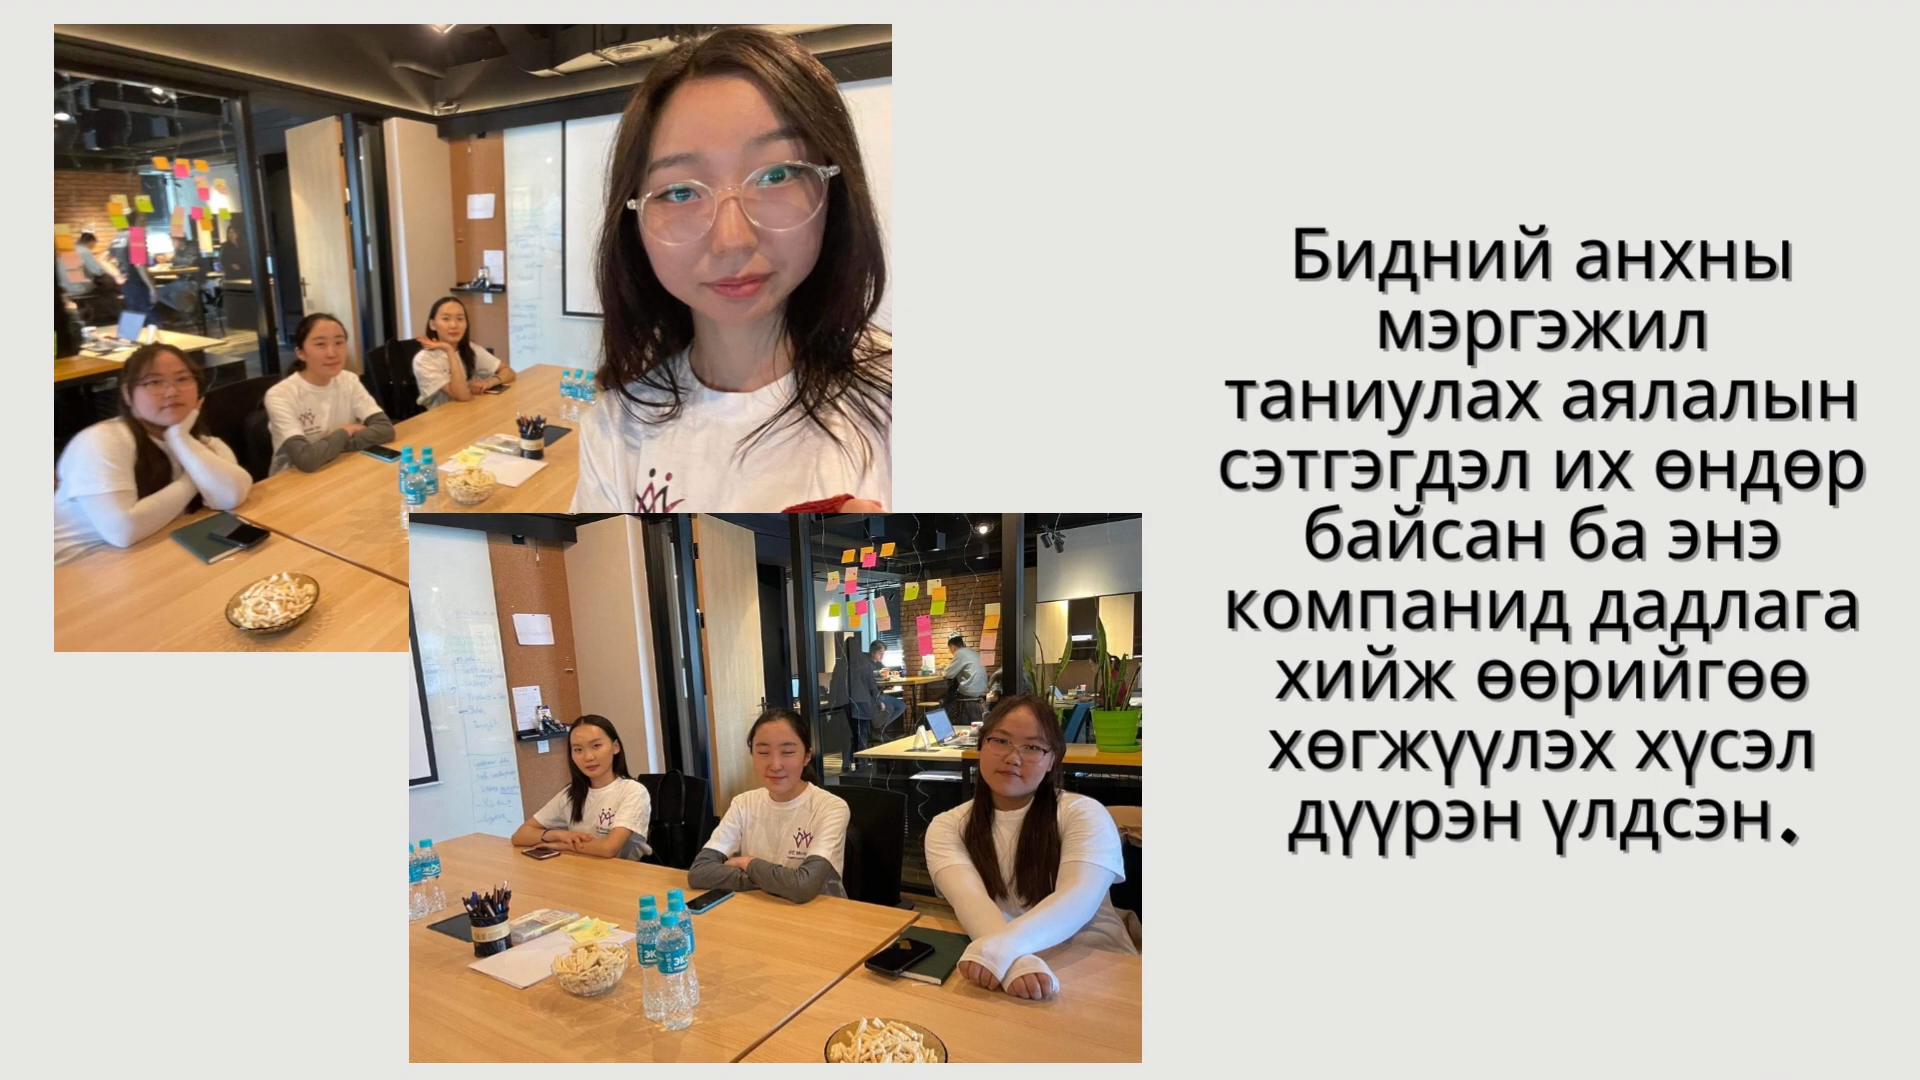 Бидний анхны
мэргэжил
таниулах аялалын
сэтгэгдэл их өндөр
байсан ба энэ
компанид дадлага
хийж өөрийгөө
хөгжүүлэх хүсэл
дүүрэн үлдсэн.